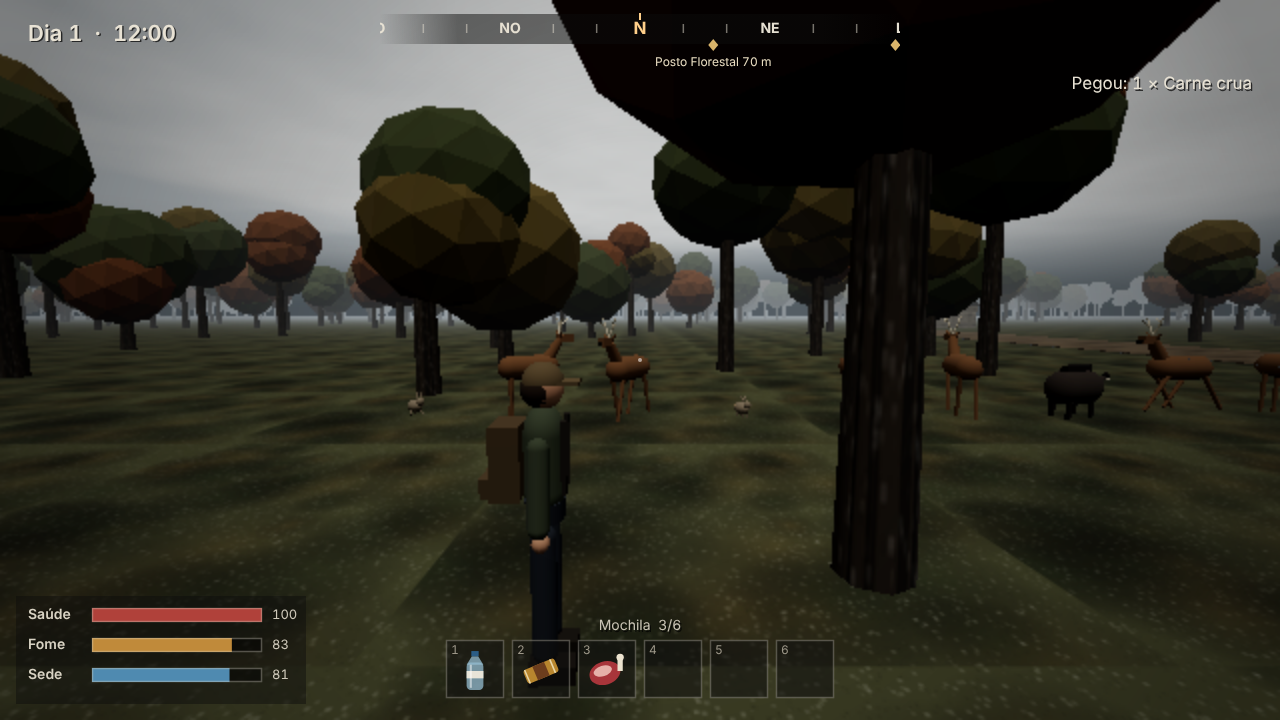 Dia 1 · 12:00
NO
N
NE
Posto Florestal 70 m
Pegou: 1 × Carne crua
Saúde 100
Fome 83
Sede 81
Mochila 3/6
1 2 3 4 5 6